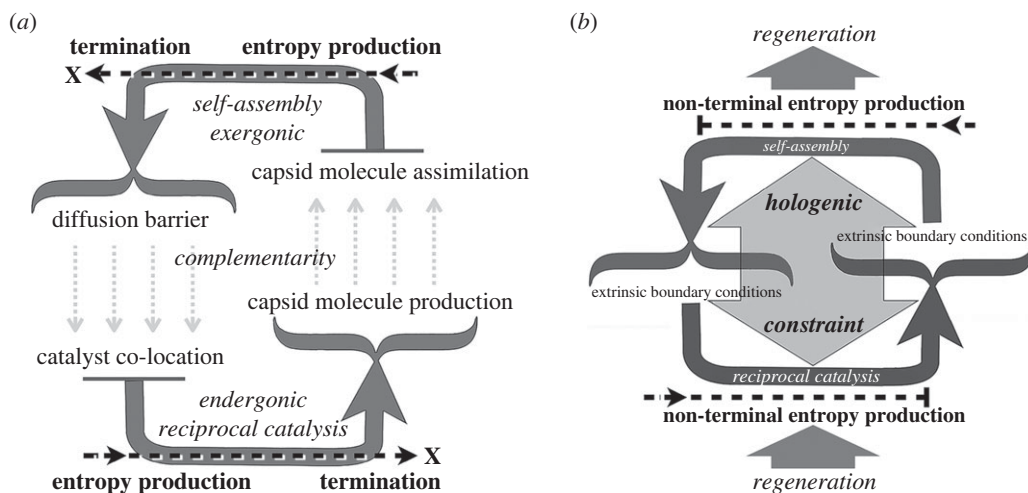 (a)
termination
entropy production
X
self-assembly
exergonic
capsid molecule assimilation
diffusion barrier
complementarity
capsid molecule production
catalyst co-location
endergonic
reciprocal catalysis
X
entropy production
termination
(b)
regeneration
non-terminal entropy production
self-assembly
hologenic
extrinsic boundary conditions
extrinsic boundary conditions
constraint
reciprocal catalysis
non-terminal entropy production
regeneration